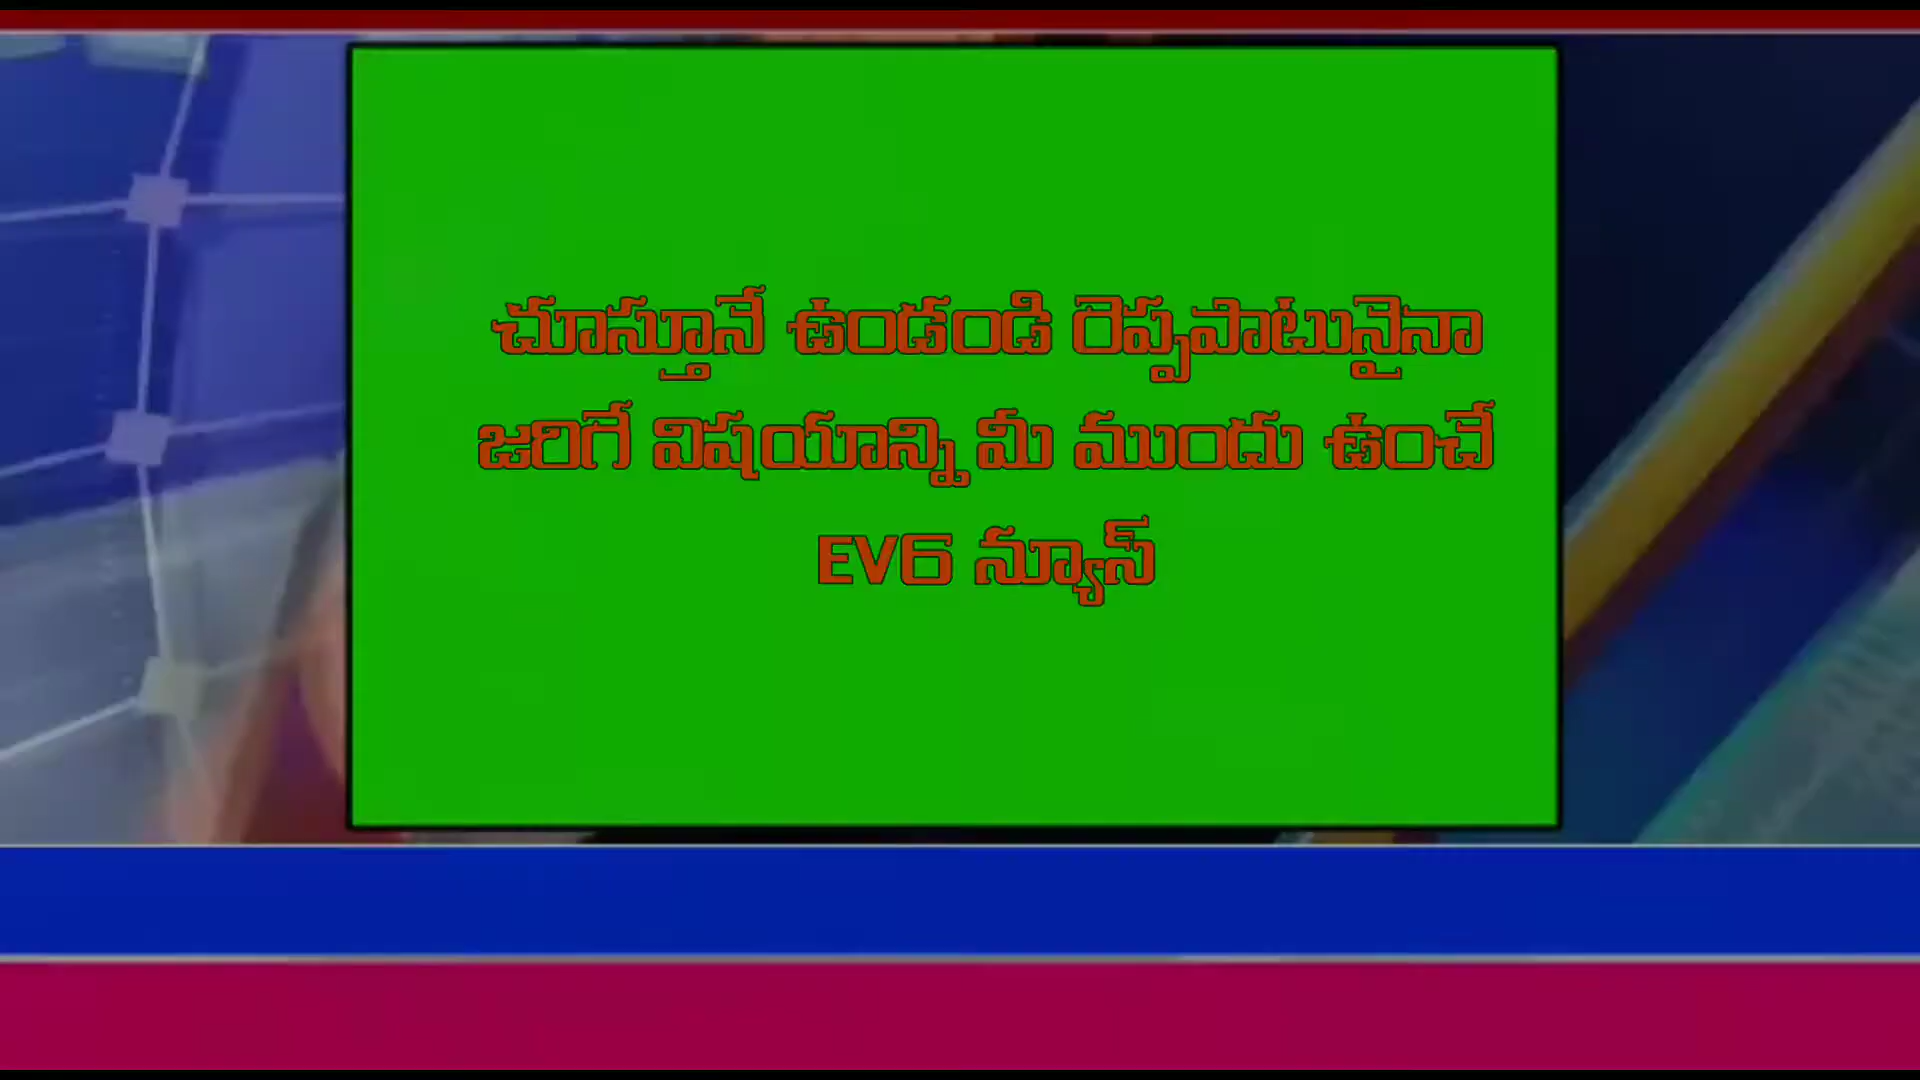 చూస్తూనే ఉండండి రెప్పపాటునైనా
జరిగే విషయాన్ని మీ ముందు ఉంచే
EV6 న్యూస్